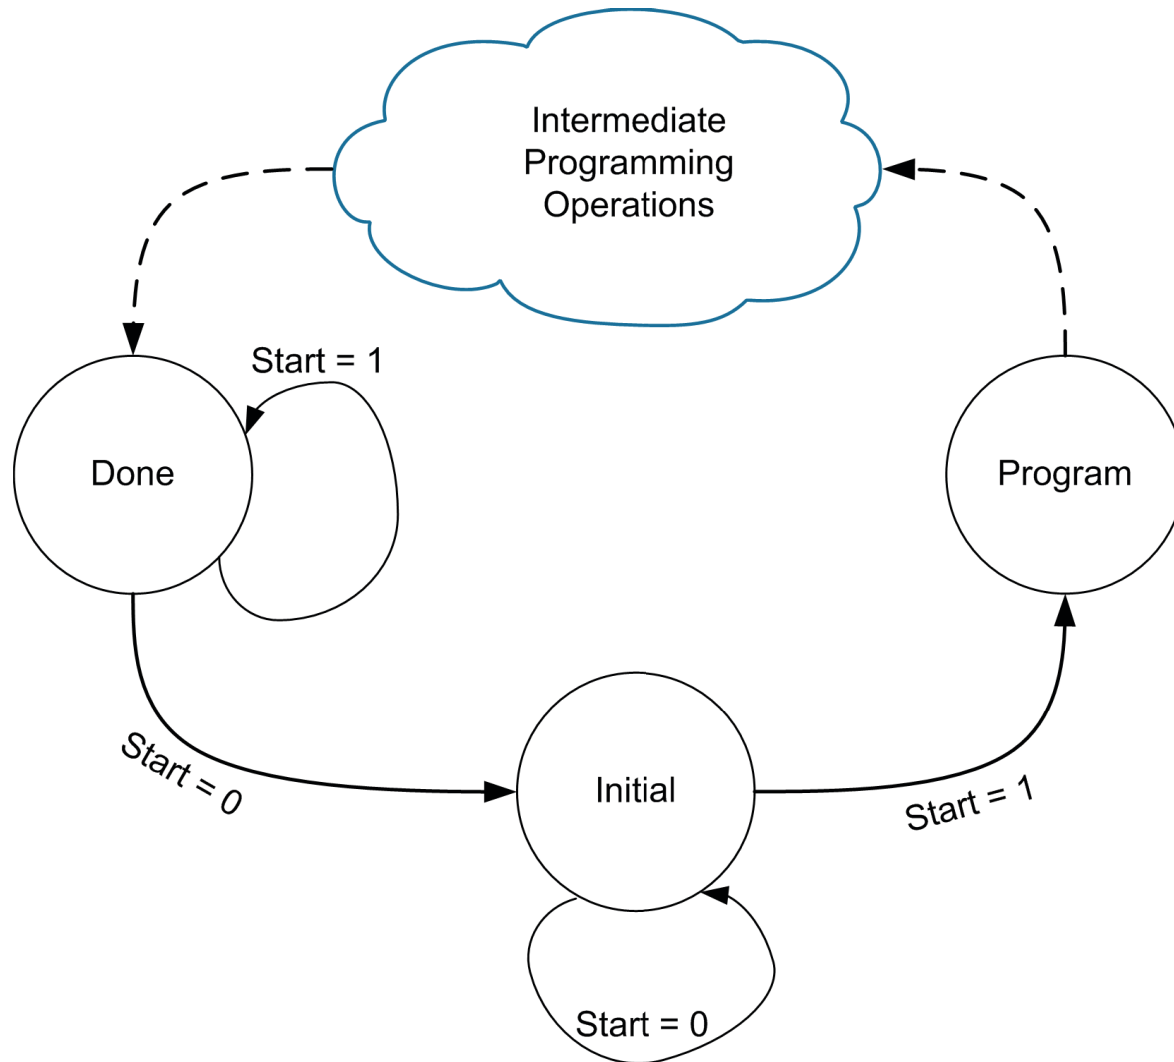 Intermediate
Programming
Operations
Start = 1
Done
Program
Start = 0
Initial
Start = 1
Start = 0